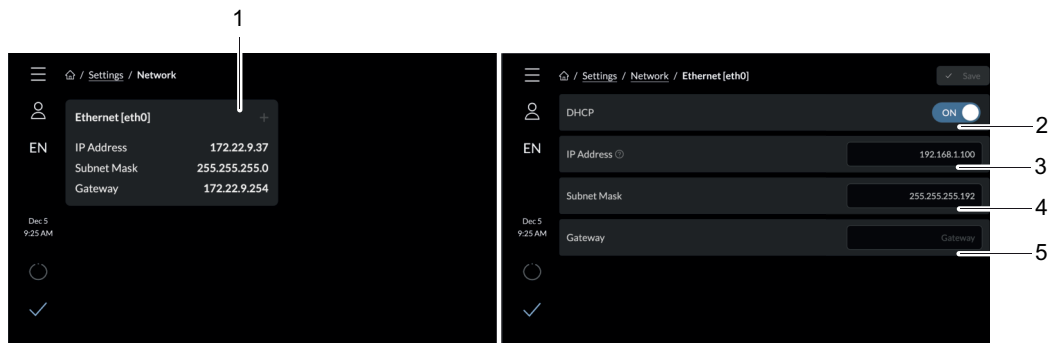 1
/ Settings / Network
Ethernet [eth0]
+
IP Address 172.22.9.37
Subnet Mask 255.255.255.0
Gateway 172.22.9.254
EN
Dec 5
9:25 AM
/ Settings / Network / Ethernet [eth0]
Save
DHCP ON
2
EN
IP Address ? 192.168.1.100
3
Subnet Mask 255.255.255.192
4
Dec 5
9:25 AM
Gateway Gateway
5